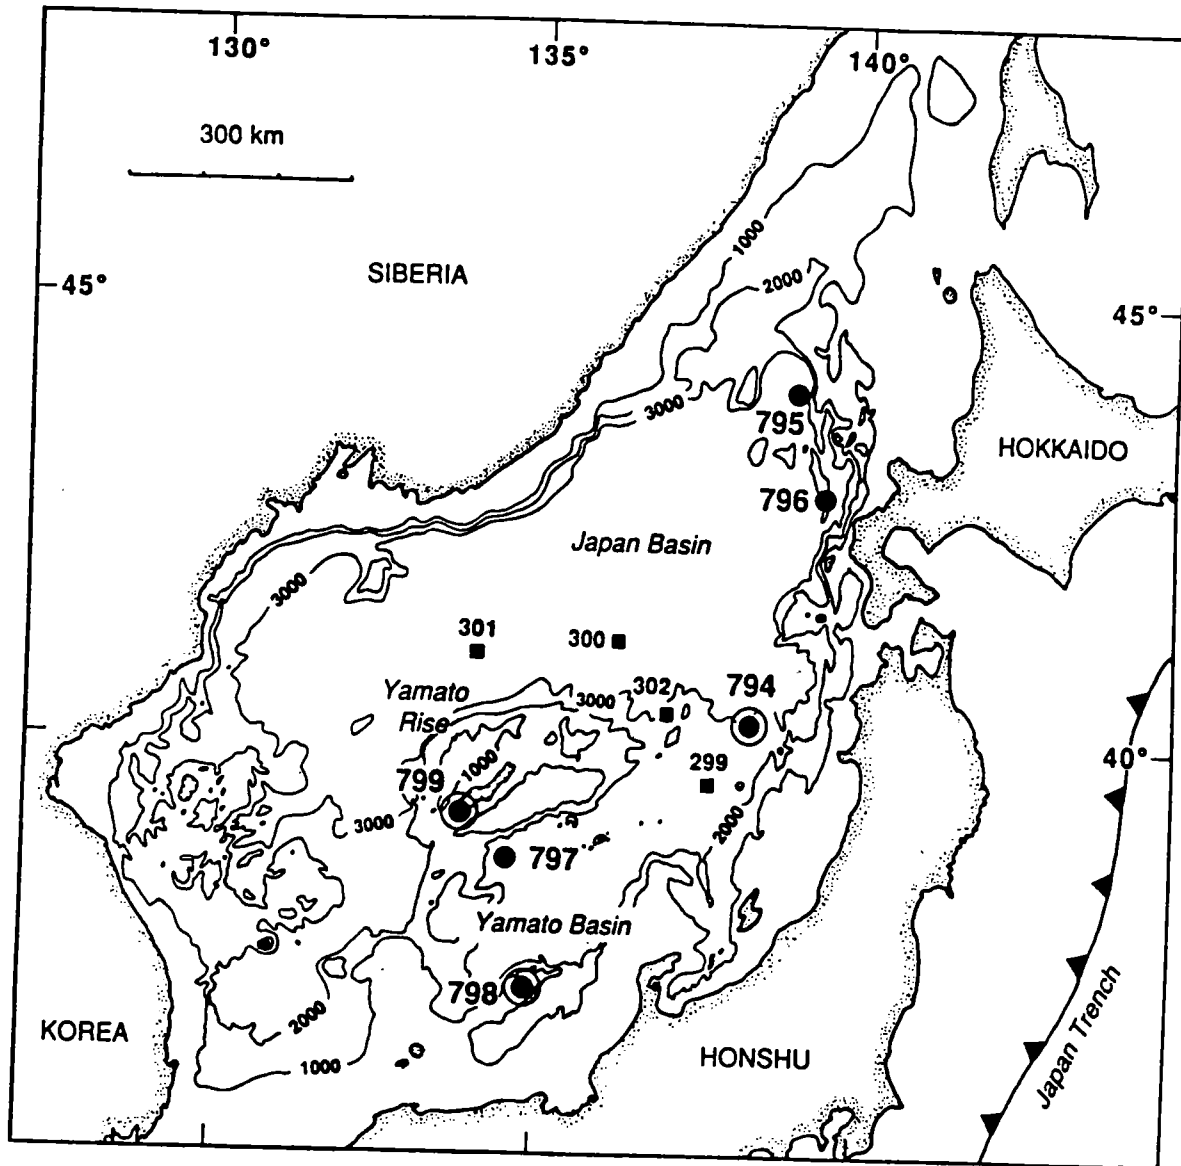 130°
135°
140°
300 km
1000
SIBERIA
2000
45°
45°
3000
795
HOKKAIDO
796
Japan Basin
3000
301
300
302
794
Yamato
Rise
3000
40°
799
1000
299
3000
2000
797
Yamato Basin
798
2000
KOREA
HONSHU
1000
Japan Trench